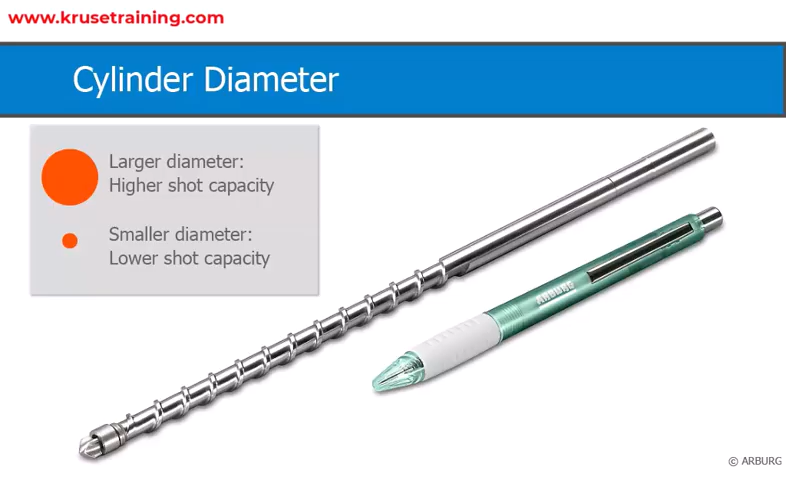 www.krusetraining.com
Cylinder Diameter
Larger diameter:
Higher shot capacity
Smaller diameter:
Lower shot capacity
ARBURG
© ARBURG